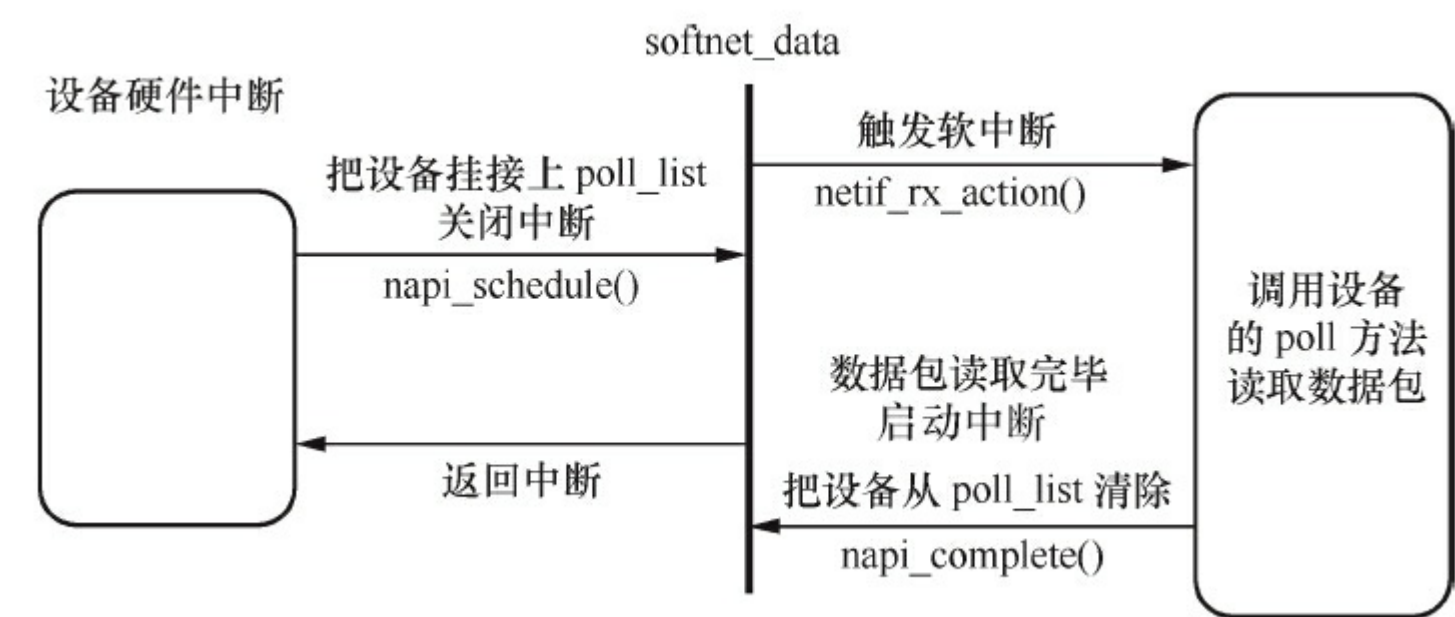 softnet_data
设备硬件中断
把设备挂接上 poll_list
关闭中断
napi_schedule()
触发软中断
netif_rx_action()
调用设备
的 poll 方法
读取数据包
数据包读取完毕
启动中断
返回中断
把设备从 poll_list 清除
napi_complete()